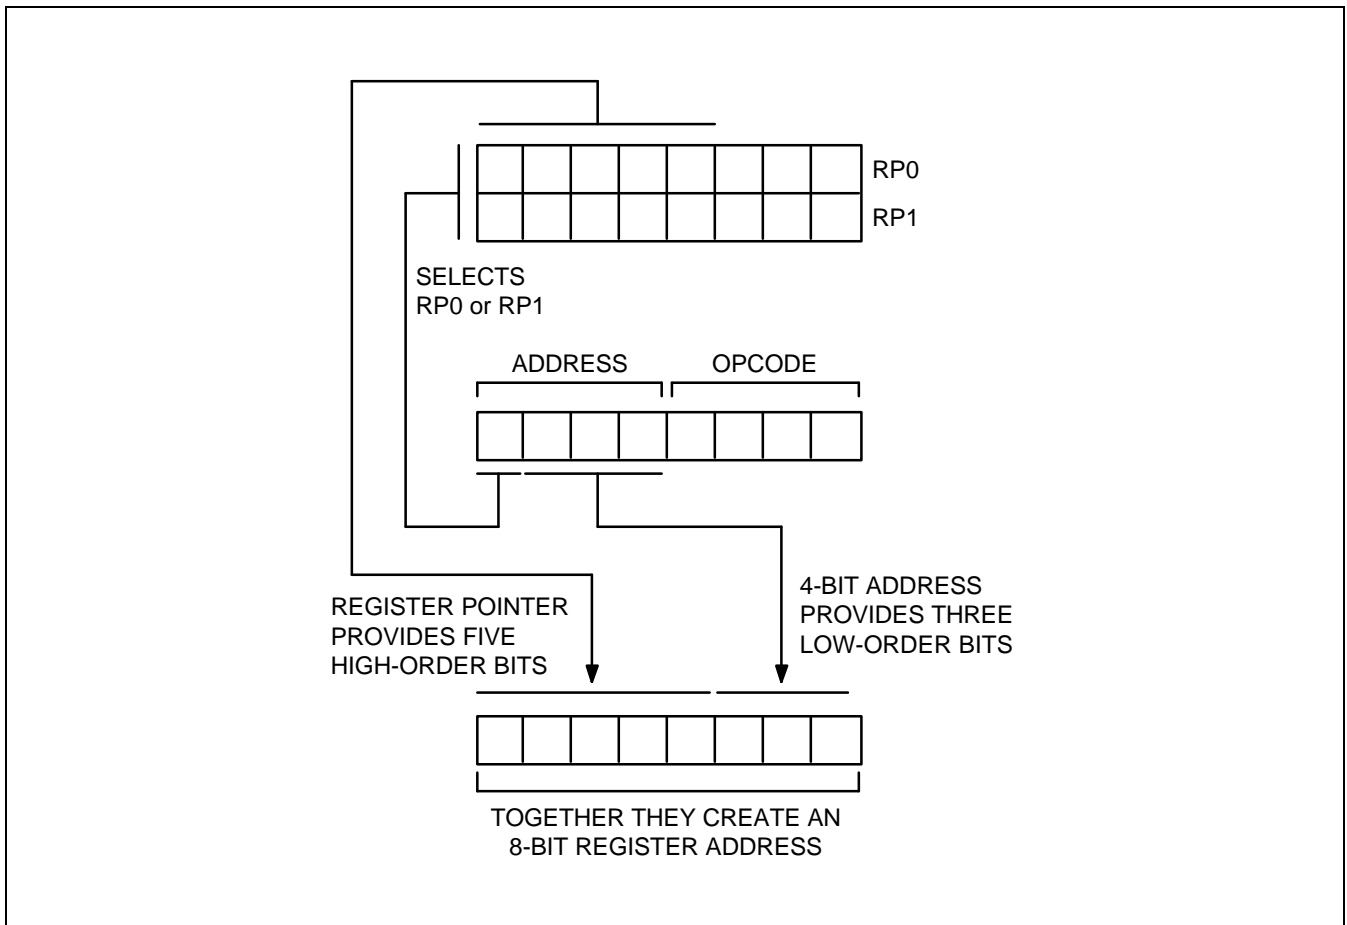 RP0
RP1
SELECTS
RP0 or RP1
ADDRESS
OPCODE
4-BIT ADDRESS
PROVIDES THREE
LOW-ORDER BITS
REGISTER POINTER
PROVIDES FIVE
HIGH-ORDER BITS
TOGETHER THEY CREATE AN
8-BIT REGISTER ADDRESS